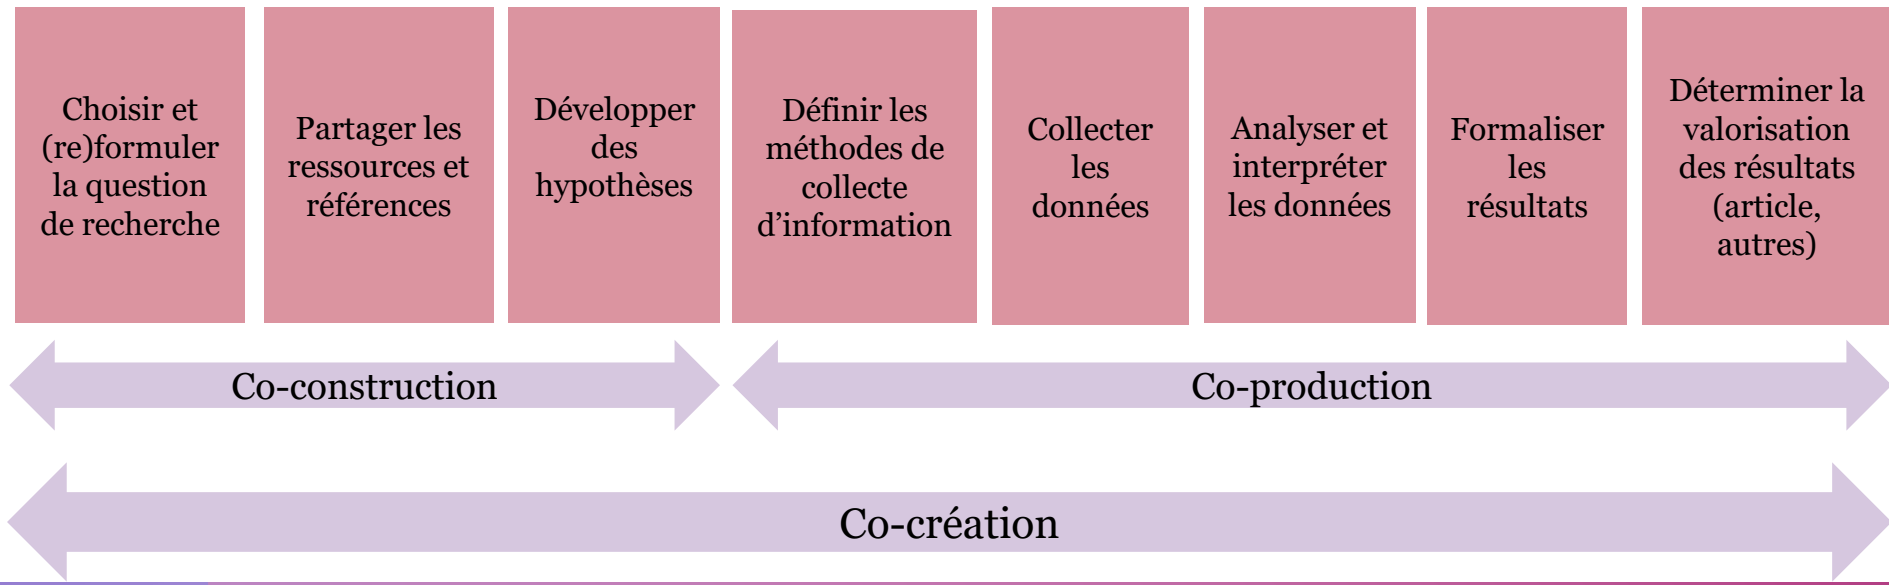 Choisir et
(re)formuler
la question
de recherche
Partager les
ressources et
références
Développer
des
hypothèses
Définir les
méthodes de
collecte
d’information
Collecter
les
données
Analyser et
interpréter
les données
Formaliser
les
résultats
Déterminer la
valorisation
des résultats
(article,
autres)
Co-construction
Co-production
Co-création